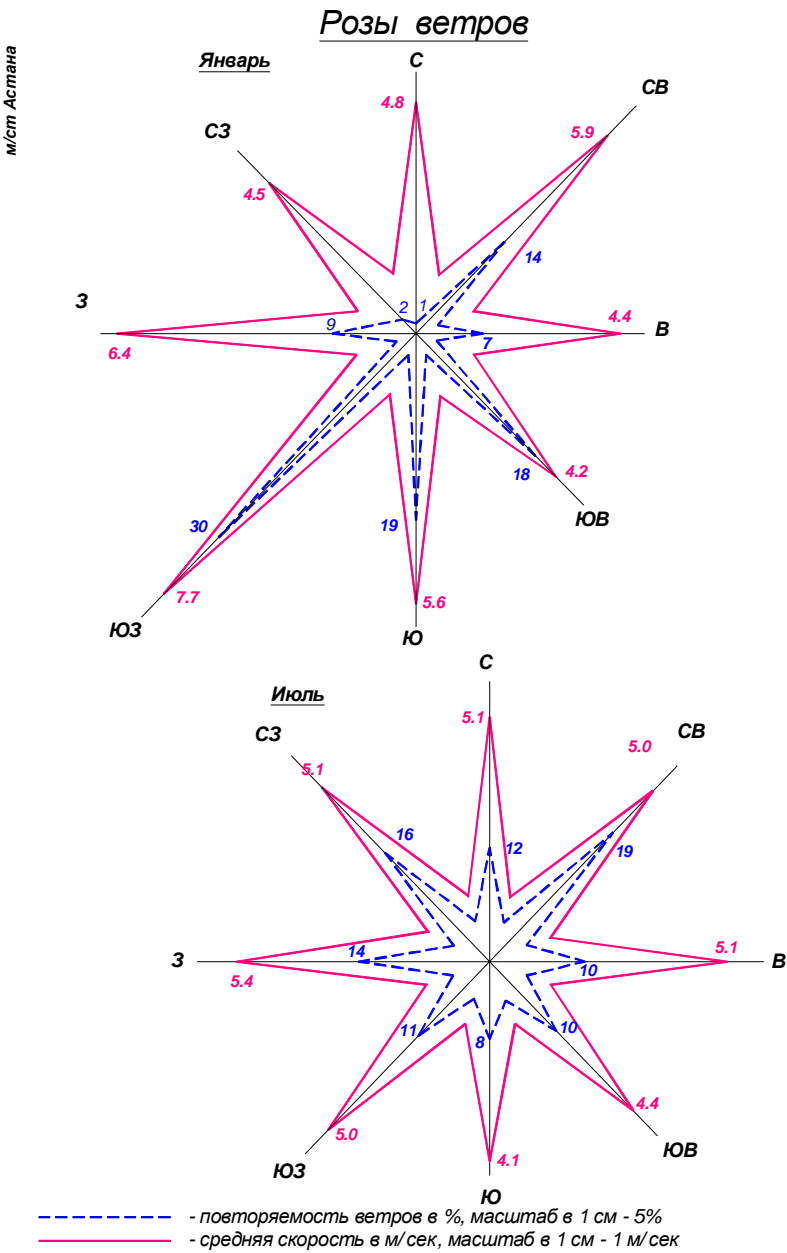 Розы ветров
м/ст Астана
Январь
С
4.8
СВ
5.9
СЗ
4.5
14
З
2
1
9
4.4
В
7
6.4
18
4.2
ЮВ
30
19
7.7
5.6
ЮЗ
Ю
С
Июль
5.1
СВ
СЗ
5.0
5.1
16
12
19
З
14
5.1
В
5.4
10
11
8
10
4.4
5.0
ЮВ
4.1
ЮЗ
Ю
- повторяемость ветров в %, масштаб в 1 см - 5%
- средняя скорость в м/сек, масштаб в 1 см - 1 м/сек